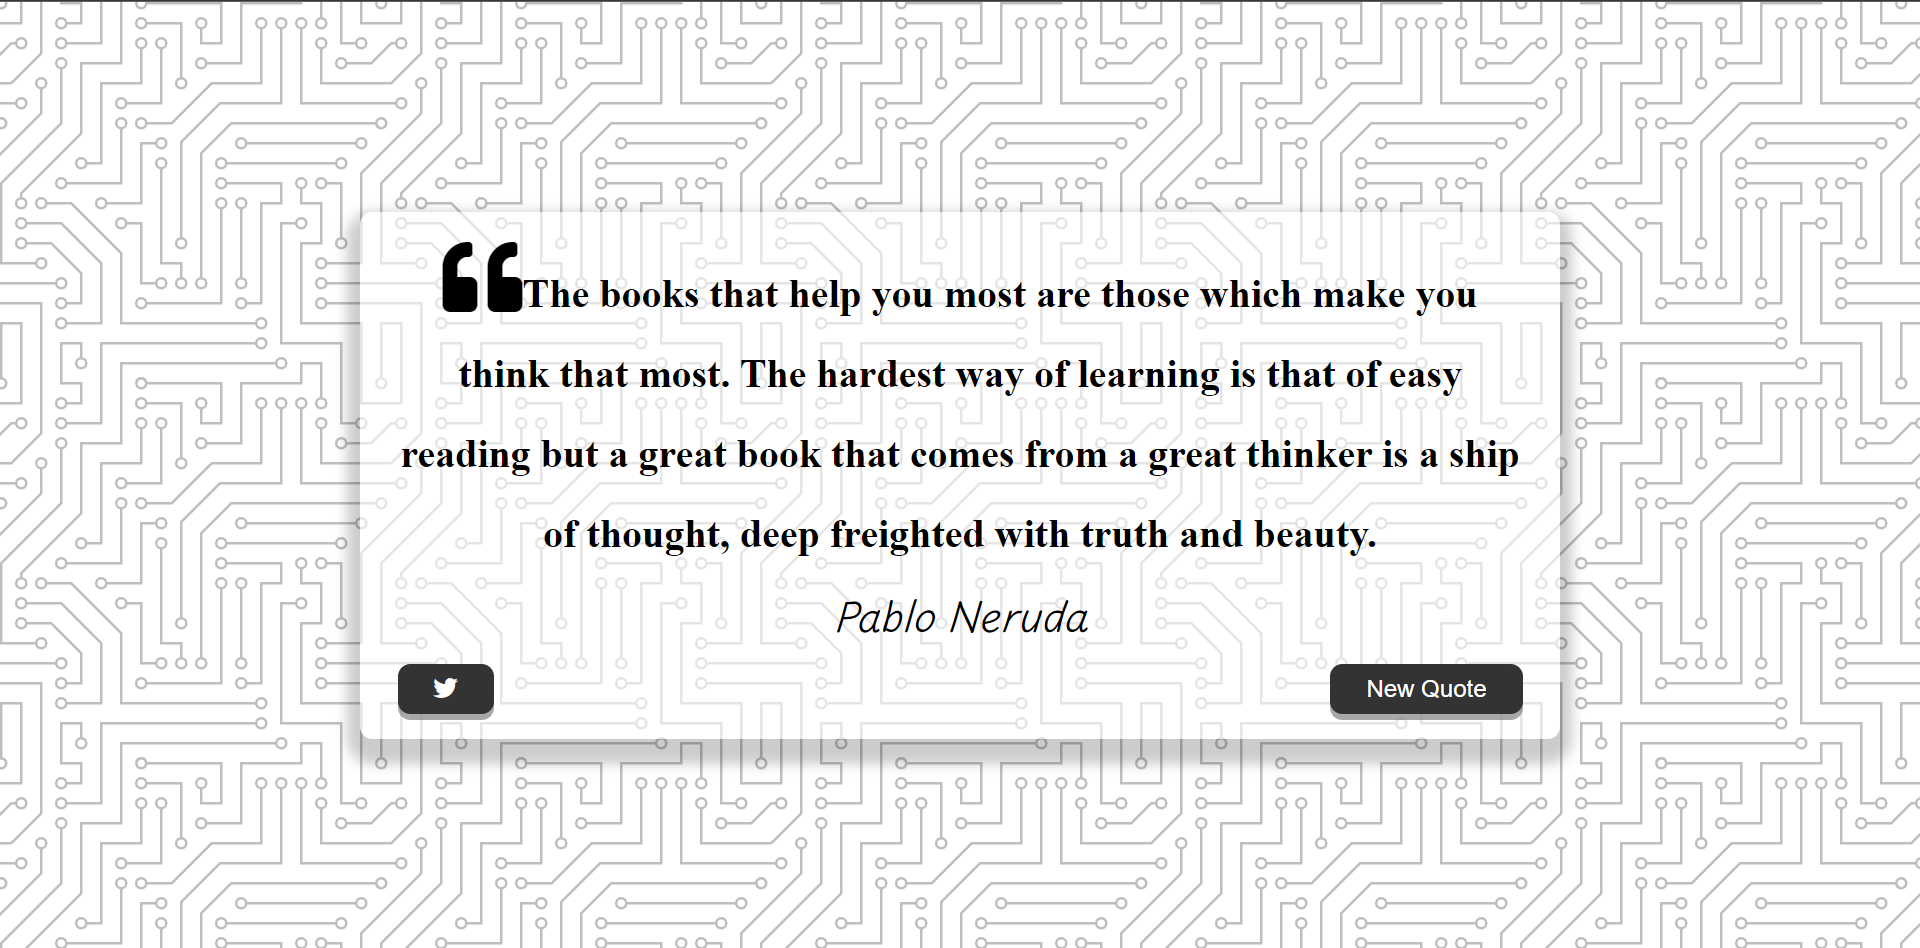 The books that help you most are those which make you
think that most. The hardest way of learning is that of easy
reading but a great book that comes from a great thinker is a ship
of thought, deep freighted with truth and beauty.
Pablo Neruda
New Quote